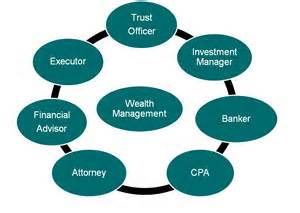 Trust
Officer
Investment
Manager
Banker
CPA
Attorney
Financial
Advisor
Executor
Wealth
Management